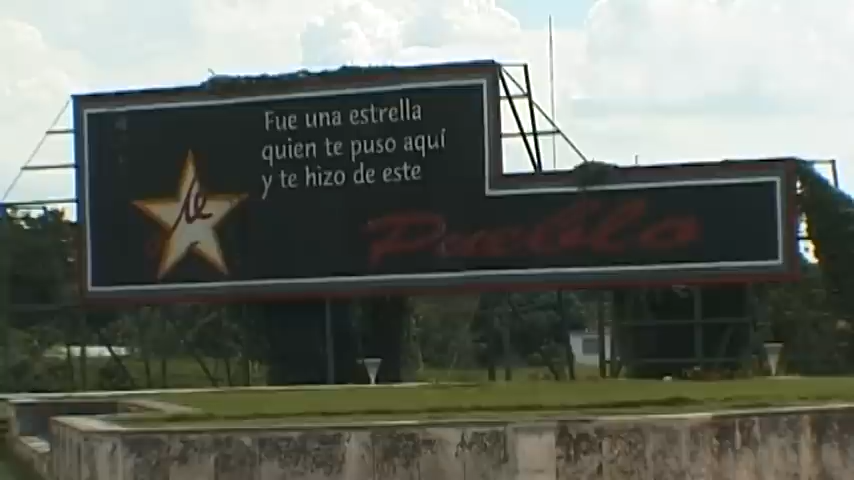 Fue una estrella
quien te puso aquí
y te hizo de este
Pueblo